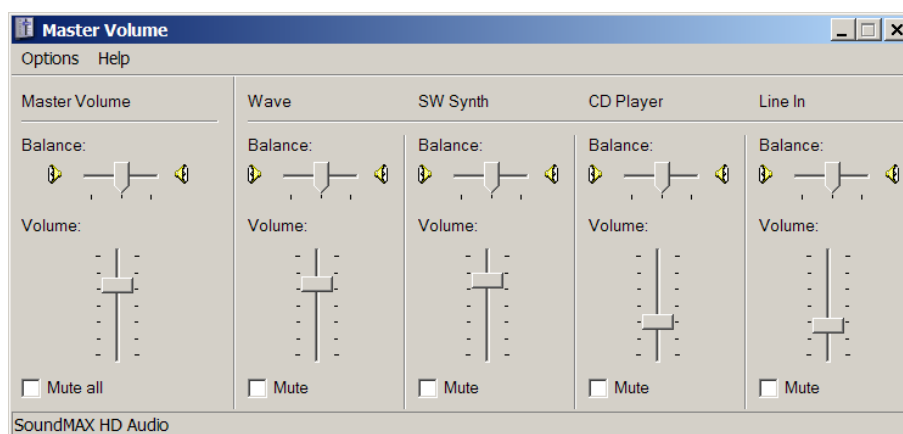 Master Volume
Options Help
Master Volume Wave SW Synth CD Player Line In
Balance: Balance: Balance: Balance: Balance:
Volume: Volume: Volume: Volume: Volume:
Mute all Mute Mute Mute Mute
SoundMAX HD Audio